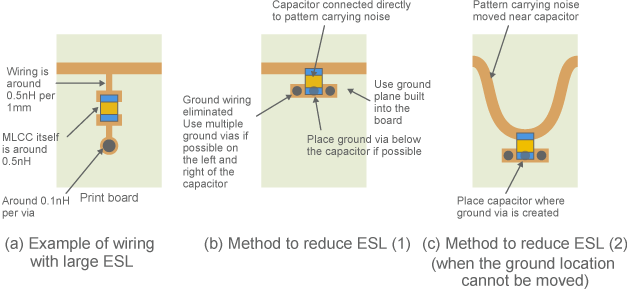 Wiring is
around
0.5nH per
1mm
MLCC itself
is around
0.5nH
Around 0.1nH
per via
Print board
(a) Example of wiring
with large ESL
Capacitor connected directly
to pattern carrying noise
Ground wiring
eliminated
Use multiple
ground vias if
possible on
the left and
right of the
capacitor
Use ground
plane built
into the
board
Place ground via below
the capacitor if possible
(b) Method to reduce ESL (1)
Pattern carrying noise
moved near capacitor
Place capacitor where
ground via is created
(c) Method to reduce ESL (2)
(when the ground location
cannot be moved)